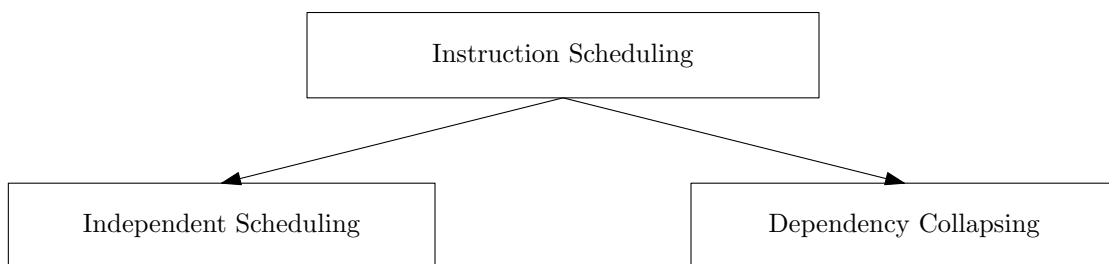 Instruction Scheduling
Independent Scheduling
Dependency Collapsing